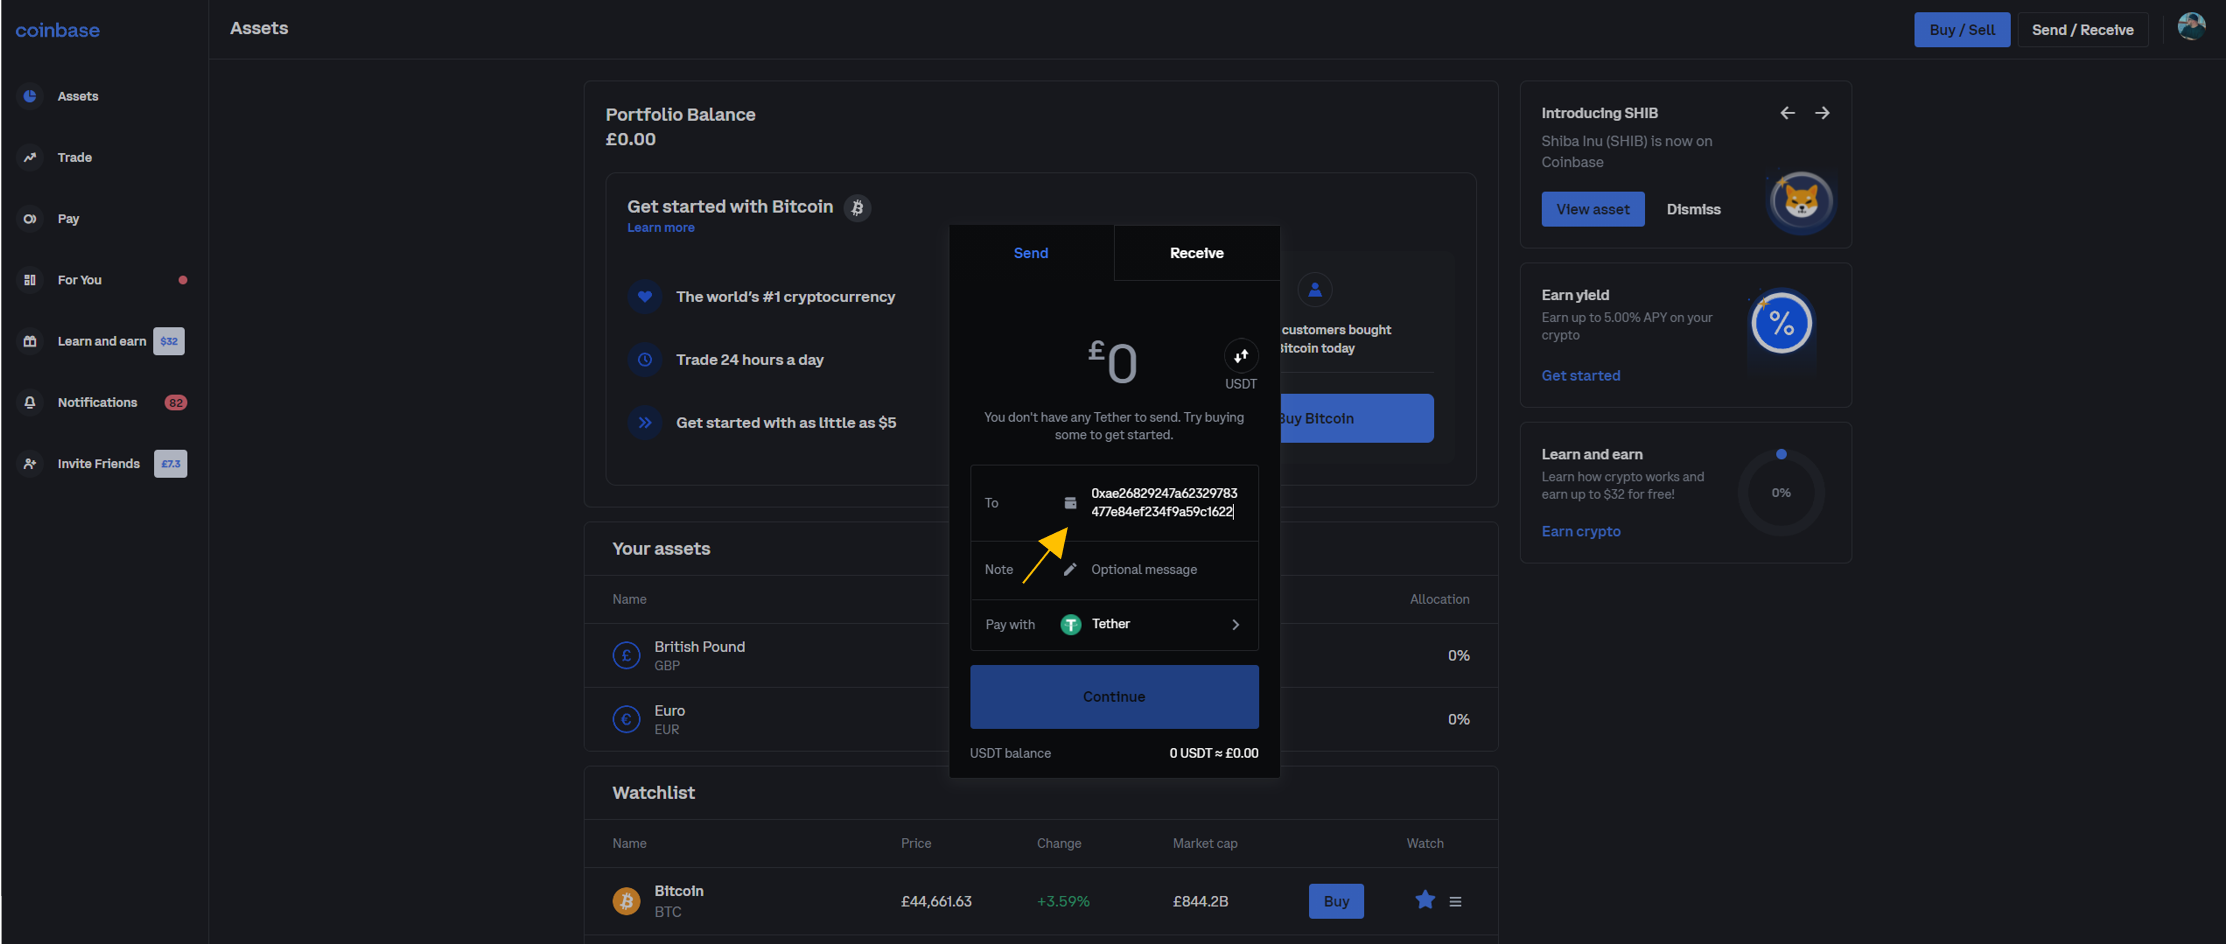 coinbase
Assets
Buy / Sell
Send / Receive
Assets
Trade
Pay
For You
Learn and earn
$32
Notifications
82
Invite Friends
£7.3
Portfolio Balance
£0.00
Get started with Bitcoin
Learn more
The world's #1 cryptocurrency
Trade 24 hours a day
Get started with as little as $5
customers bought
Bitcoin today
Buy Bitcoin
Send
Receive
£0
USDT
You don't have any Tether to send. Try buying
some to get started.
To
0xae26829247a62329783
477e84ef234f9a59c1622
Note
Optional message
Pay with
Tether
Continue
USDT balance
0 USDT ≈ £0.00
Your assets
Name
Allocation
British Pound
GBP
0%
Euro
EUR
0%
Watchlist
Name
Price
Change
Market cap
Watch
Bitcoin
BTC
£44,661.63
+3.59%
£844.2B
Buy
Introducing SHIB
Shiba Inu (SHIB) is now on
Coinbase
View asset
Dismiss
Earn yield
Earn up to 5.00% APY on your
crypto
Get started
Learn and earn
Learn how crypto works and
earn up to $32 for free!
Earn crypto
0%